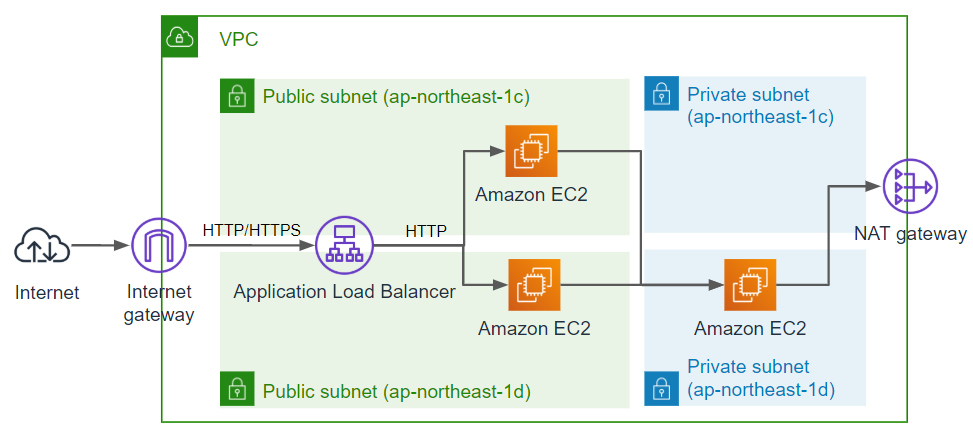 VPC
Public subnet (ap-northeast-1c)
Private subnet
(ap-northeast-1c)
Amazon EC2
HTTP/HTTPS
HTTP
NAT gateway
Internet
Internet
gateway
Application Load Balancer
Amazon EC2
Amazon EC2
Public subnet (ap-northeast-1d)
Private subnet
(ap-northeast-1d)